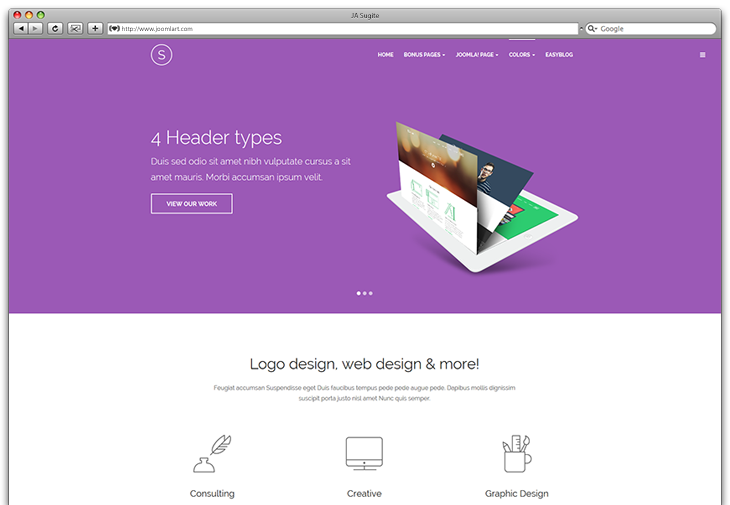 JA Sugite
http://www.joomlart.com
Google
S
HOME BONUS PAGES JOOMLA! PAGE COLORS EASYBLOG
4 Header types
Duis sed odio sit amet nibh vulputate cursus a sit
amet mauris. Morbi accumsan ipsum velit.
VIEW OUR WORK
Logo design, web design & more!
Feugiat accumsan Suspendisse eget Duis faucibus tempus pede pede augue pede. Dapibus mollis dignissim
suscipit porta justo nisl amet Nunc quis semper.
Consulting Creative Graphic Design